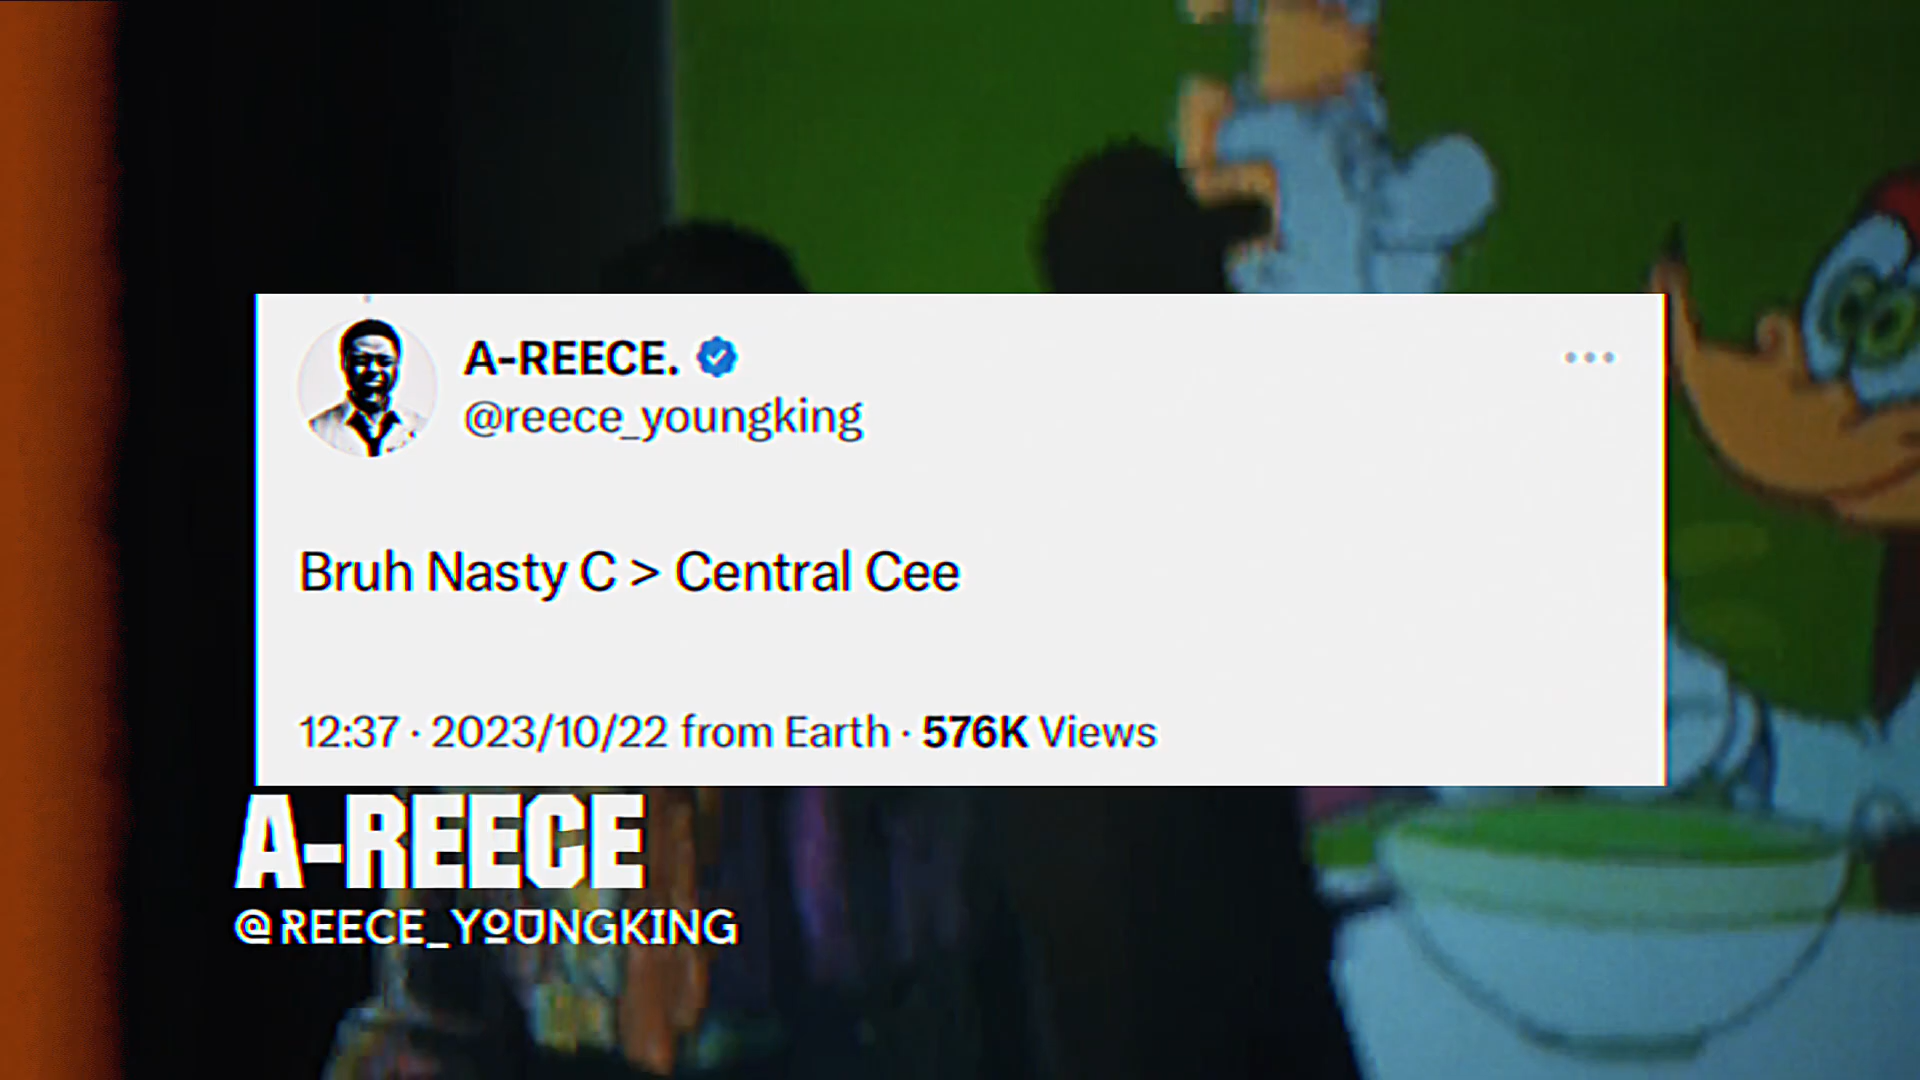 A-REECE.
@reece_youngking
Bruh Nasty C > Central Cee
12:37 · 2023/10/22 from Earth · 576K Views
A-REECE
@REECE_YOUNGKING